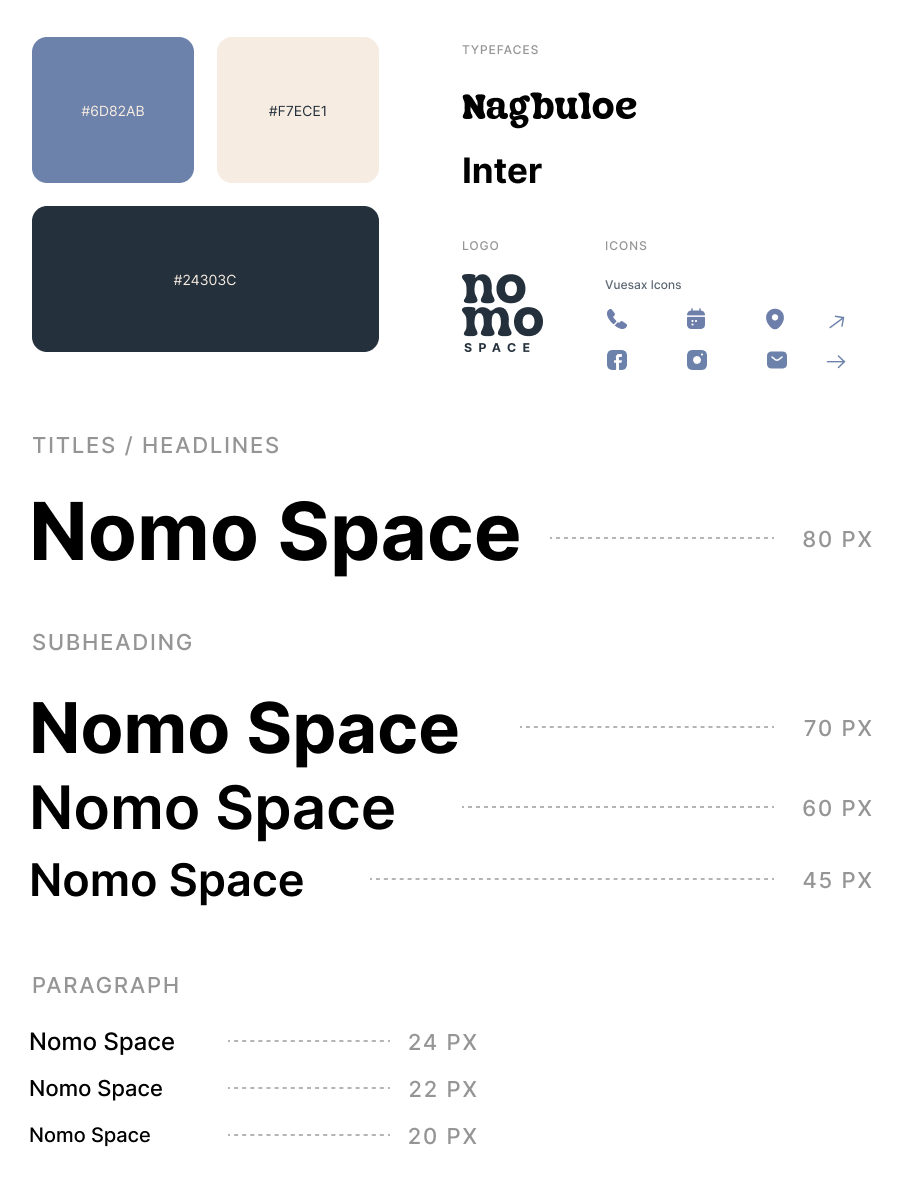 #6D82AB
#F7ECE1
#24303C
TYPEFACES
Nagbuloe
Inter
LOGO
nomo
SPACE
ICONS
Vuesax Icons
TITLES / HEADLINES
Nomo Space 80 PX
SUBHEADING
Nomo Space 70 PX
Nomo Space 60 PX
Nomo Space 45 PX
PARAGRAPH
Nomo Space 24 PX
Nomo Space 22 PX
Nomo Space 20 PX